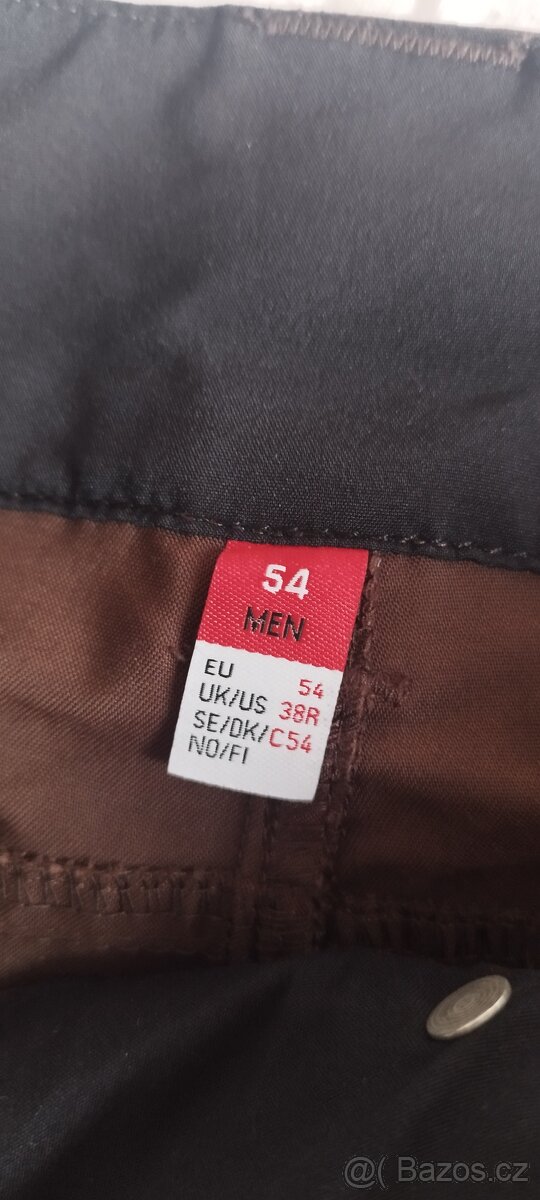 54
MEN
EU 54
UK/US 38R
SE/DK/ C54
NO/FI
@( Bazos.cz